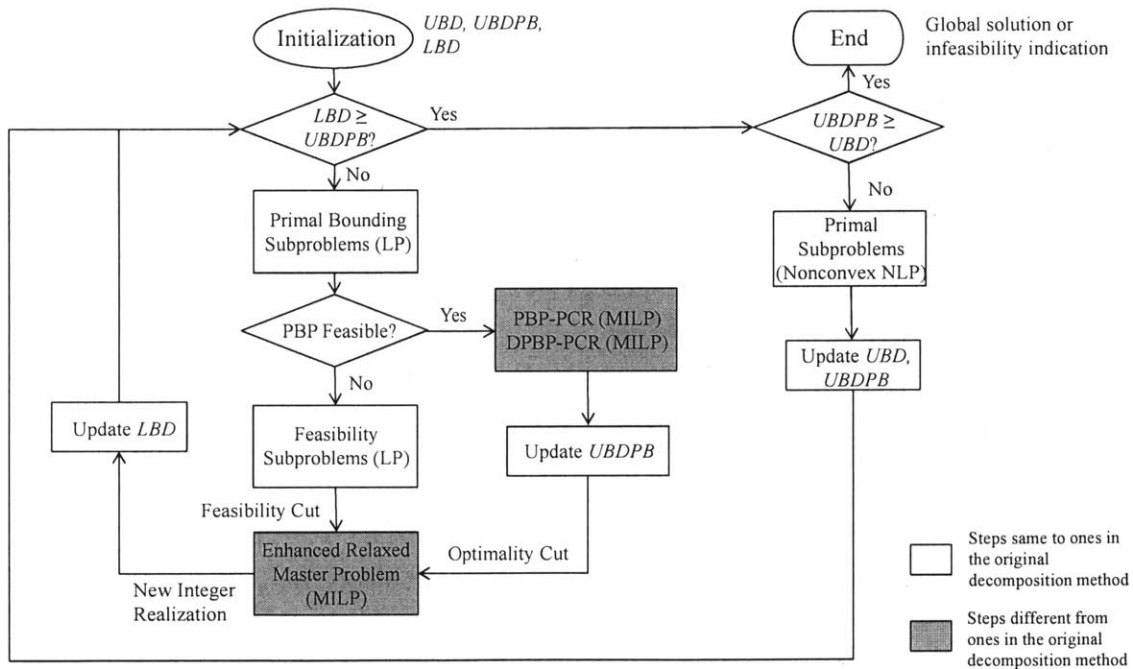 Initialization
UBD, UBDPB,
LBD
End
Global solution or
infeasibility indication
Yes
LBD ≥
UBDPB?
Yes
UBDPB ≥
UBD?
No
No
Primal Bounding
Subproblems (LP)
Primal
Subproblems
(Nonconvex NLP)
PBP Feasible?
Yes
PBP-PCR (MILP)
DPBP-PCR (MILP)
Update UBD,
UBDPB
No
Update LBD
Feasibility
Subproblems (LP)
Update UBDPB
Feasibility Cut
Enhanced Relaxed
Master Problem
(MILP)
Optimality Cut
New Integer
Realization
Steps same to ones in
the original
decomposition method
Steps different from
ones in the original
decomposition method